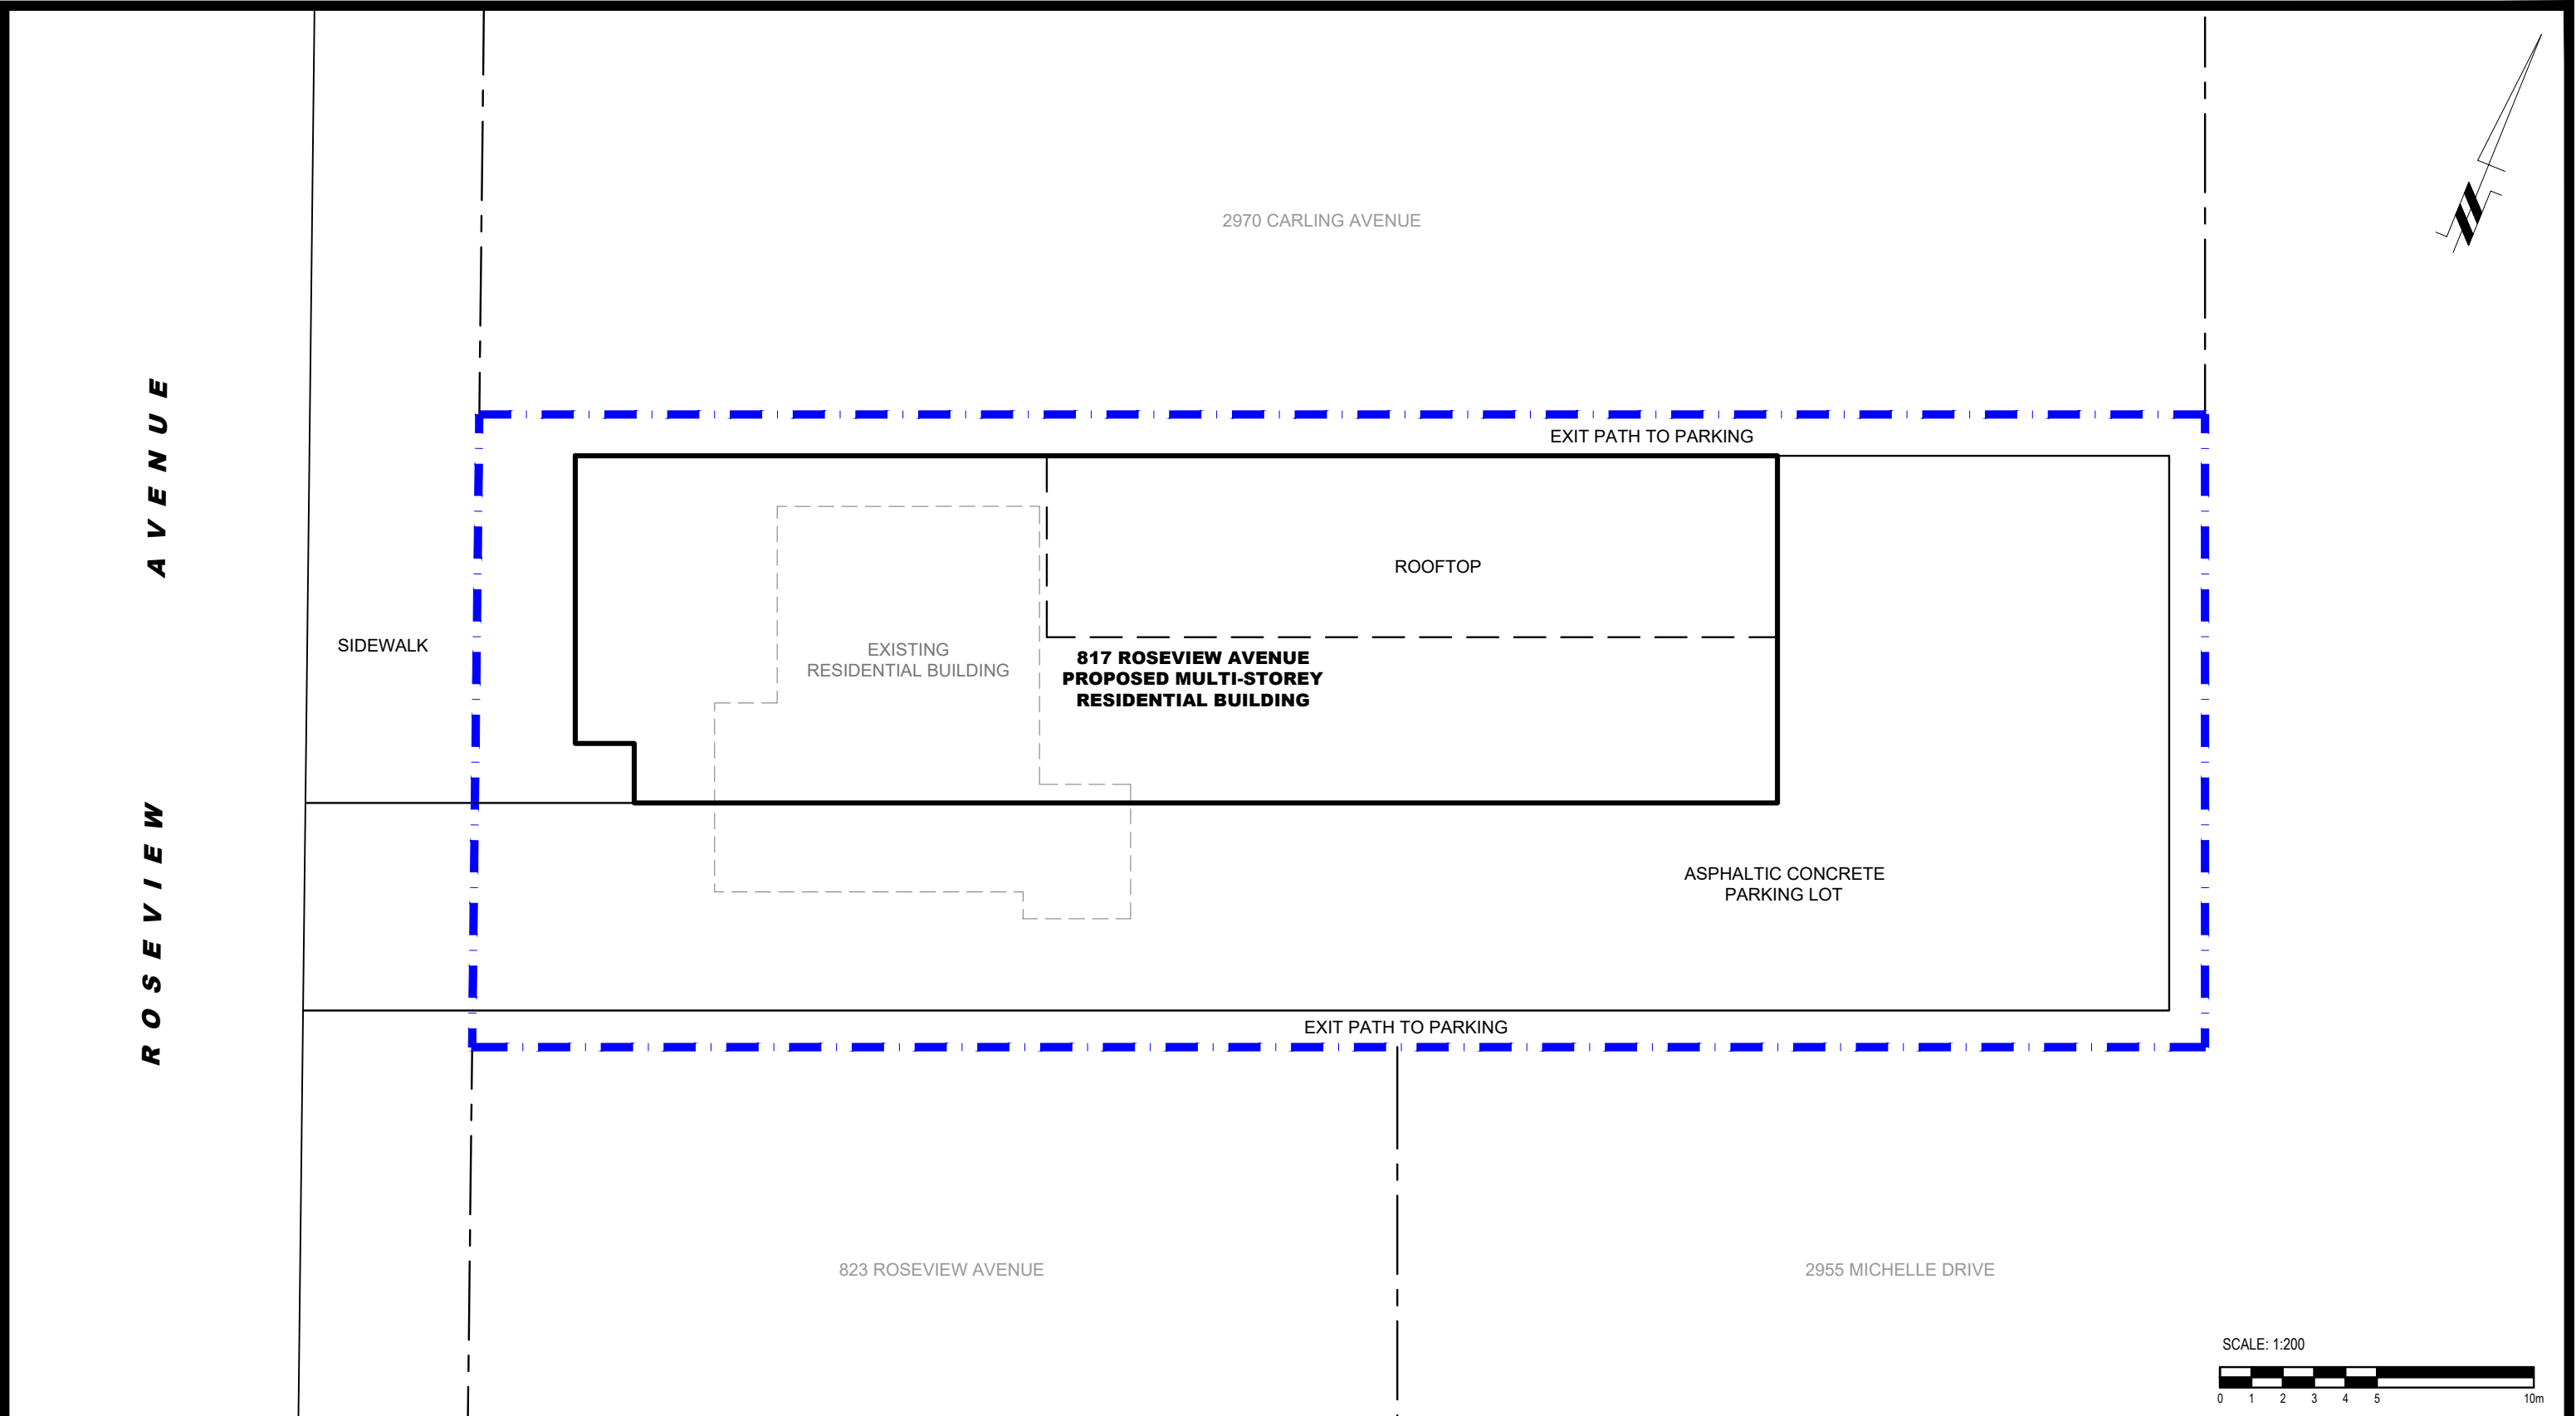 2970 CARLING AVENUE
EXIT PATH TO PARKING
ROOFTOP
SIDEWALK
EXISTING
RESIDENTIAL BUILDING
817 ROSEVIEW AVENUE
PROPOSED MULTI-STOREY
RESIDENTIAL BUILDING
ROSEVIEW AVENUE
ASPHALTIC CONCRETE
PARKING LOT
EXIT PATH TO PARKING
823 ROSEVIEW AVENUE
2955 MICHELLE DRIVE
SCALE: 1:200
0 1 2 3 4 5 10m